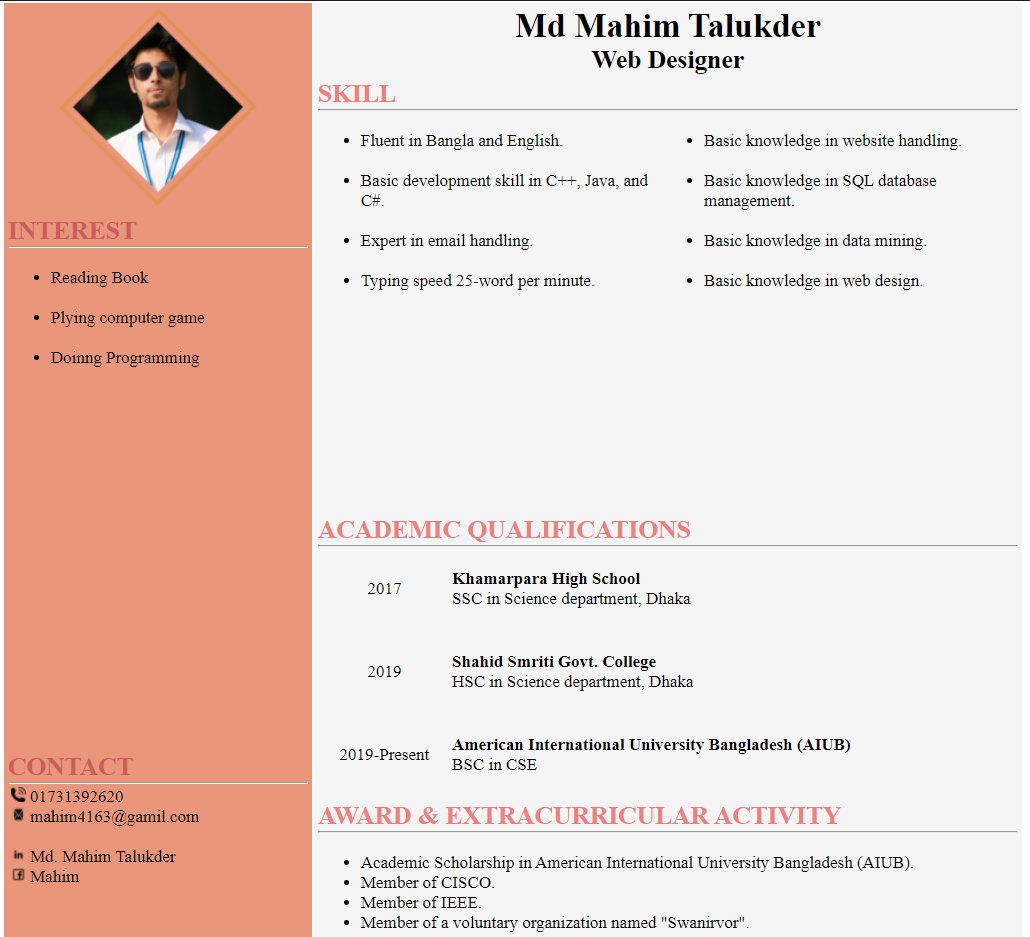 Md Mahim Talukder
Web Designer
SKILL
• Fluent in Bangla and English.
• Basic development skill in C++, Java, and
C#.
• Expert in email handling.
• Typing speed 25-word per minute.
• Basic knowledge in website handling.
• Basic knowledge in SQL database
management.
• Basic knowledge in data mining.
• Basic knowledge in web design.
INTEREST
• Reading Book
• Plying computer game
• Doinng Programming
CONTACT
01731392620
mahim4163@gamil.com
Md. Mahim Talukder
Mahim
ACADEMIC QUALIFICATIONS
2017
Khamarpara High School
SSC in Science department, Dhaka
2019
Shahid Smriti Govt. College
HSC in Science department, Dhaka
2019-Present
American International University Bangladesh (AIUB)
BSC in CSE
AWARD & EXTRACURRICULAR ACTIVITY
• Academic Scholarship in American International University Bangladesh (AIUB).
• Member of CISCO.
• Member of IEEE.
• Member of a voluntary organization named "Swanirvor".